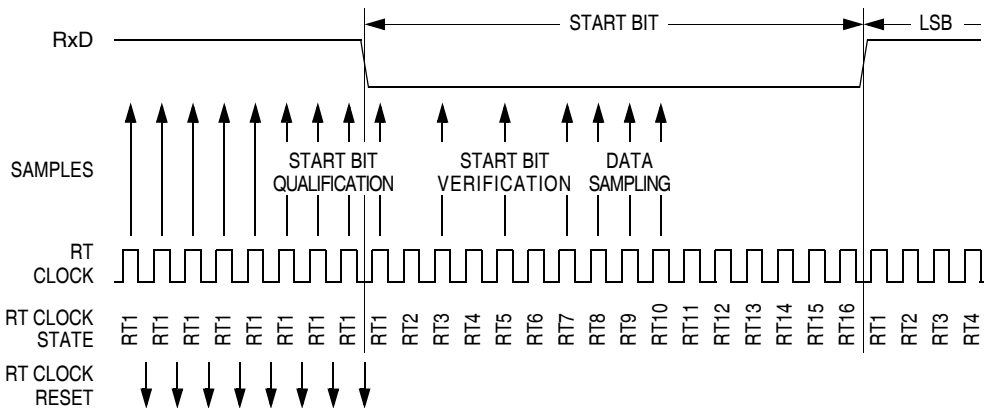 START BIT
LSB
RxD
SAMPLES
START BIT
QUALIFICATION
START BIT
VERIFICATION
DATA
SAMPLING
RT
CLOCK
RT CLOCK
STATE
RT1 RT1 RT1 RT1 RT1 RT1 RT1 RT1 RT1 RT2 RT3 RT4 RT5 RT6 RT7 RT8 RT9 RT10 RT11 RT12 RT13 RT14 RT15 RT16 RT1 RT2 RT3 RT4
RT CLOCK
RESET